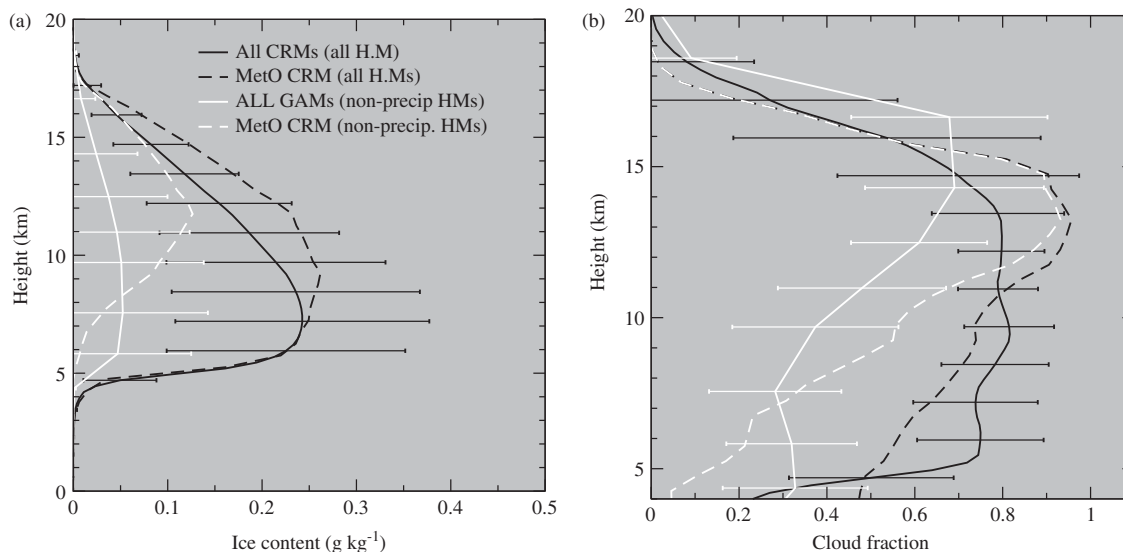 (a)
20
15
10
5
0
Height (km)
0
0.1
0.2
0.3
0.4
0.5
Ice content (g kg⁻¹)
All CRMs (all H.M)
MetO CRM (all H.Ms)
ALL GAMs (non-precip HMs)
MetO CRM (non-precip. HMs)
(b)
20
15
10
5
Height (km)
0
0.2
0.4
0.6
0.8
1
Cloud fraction